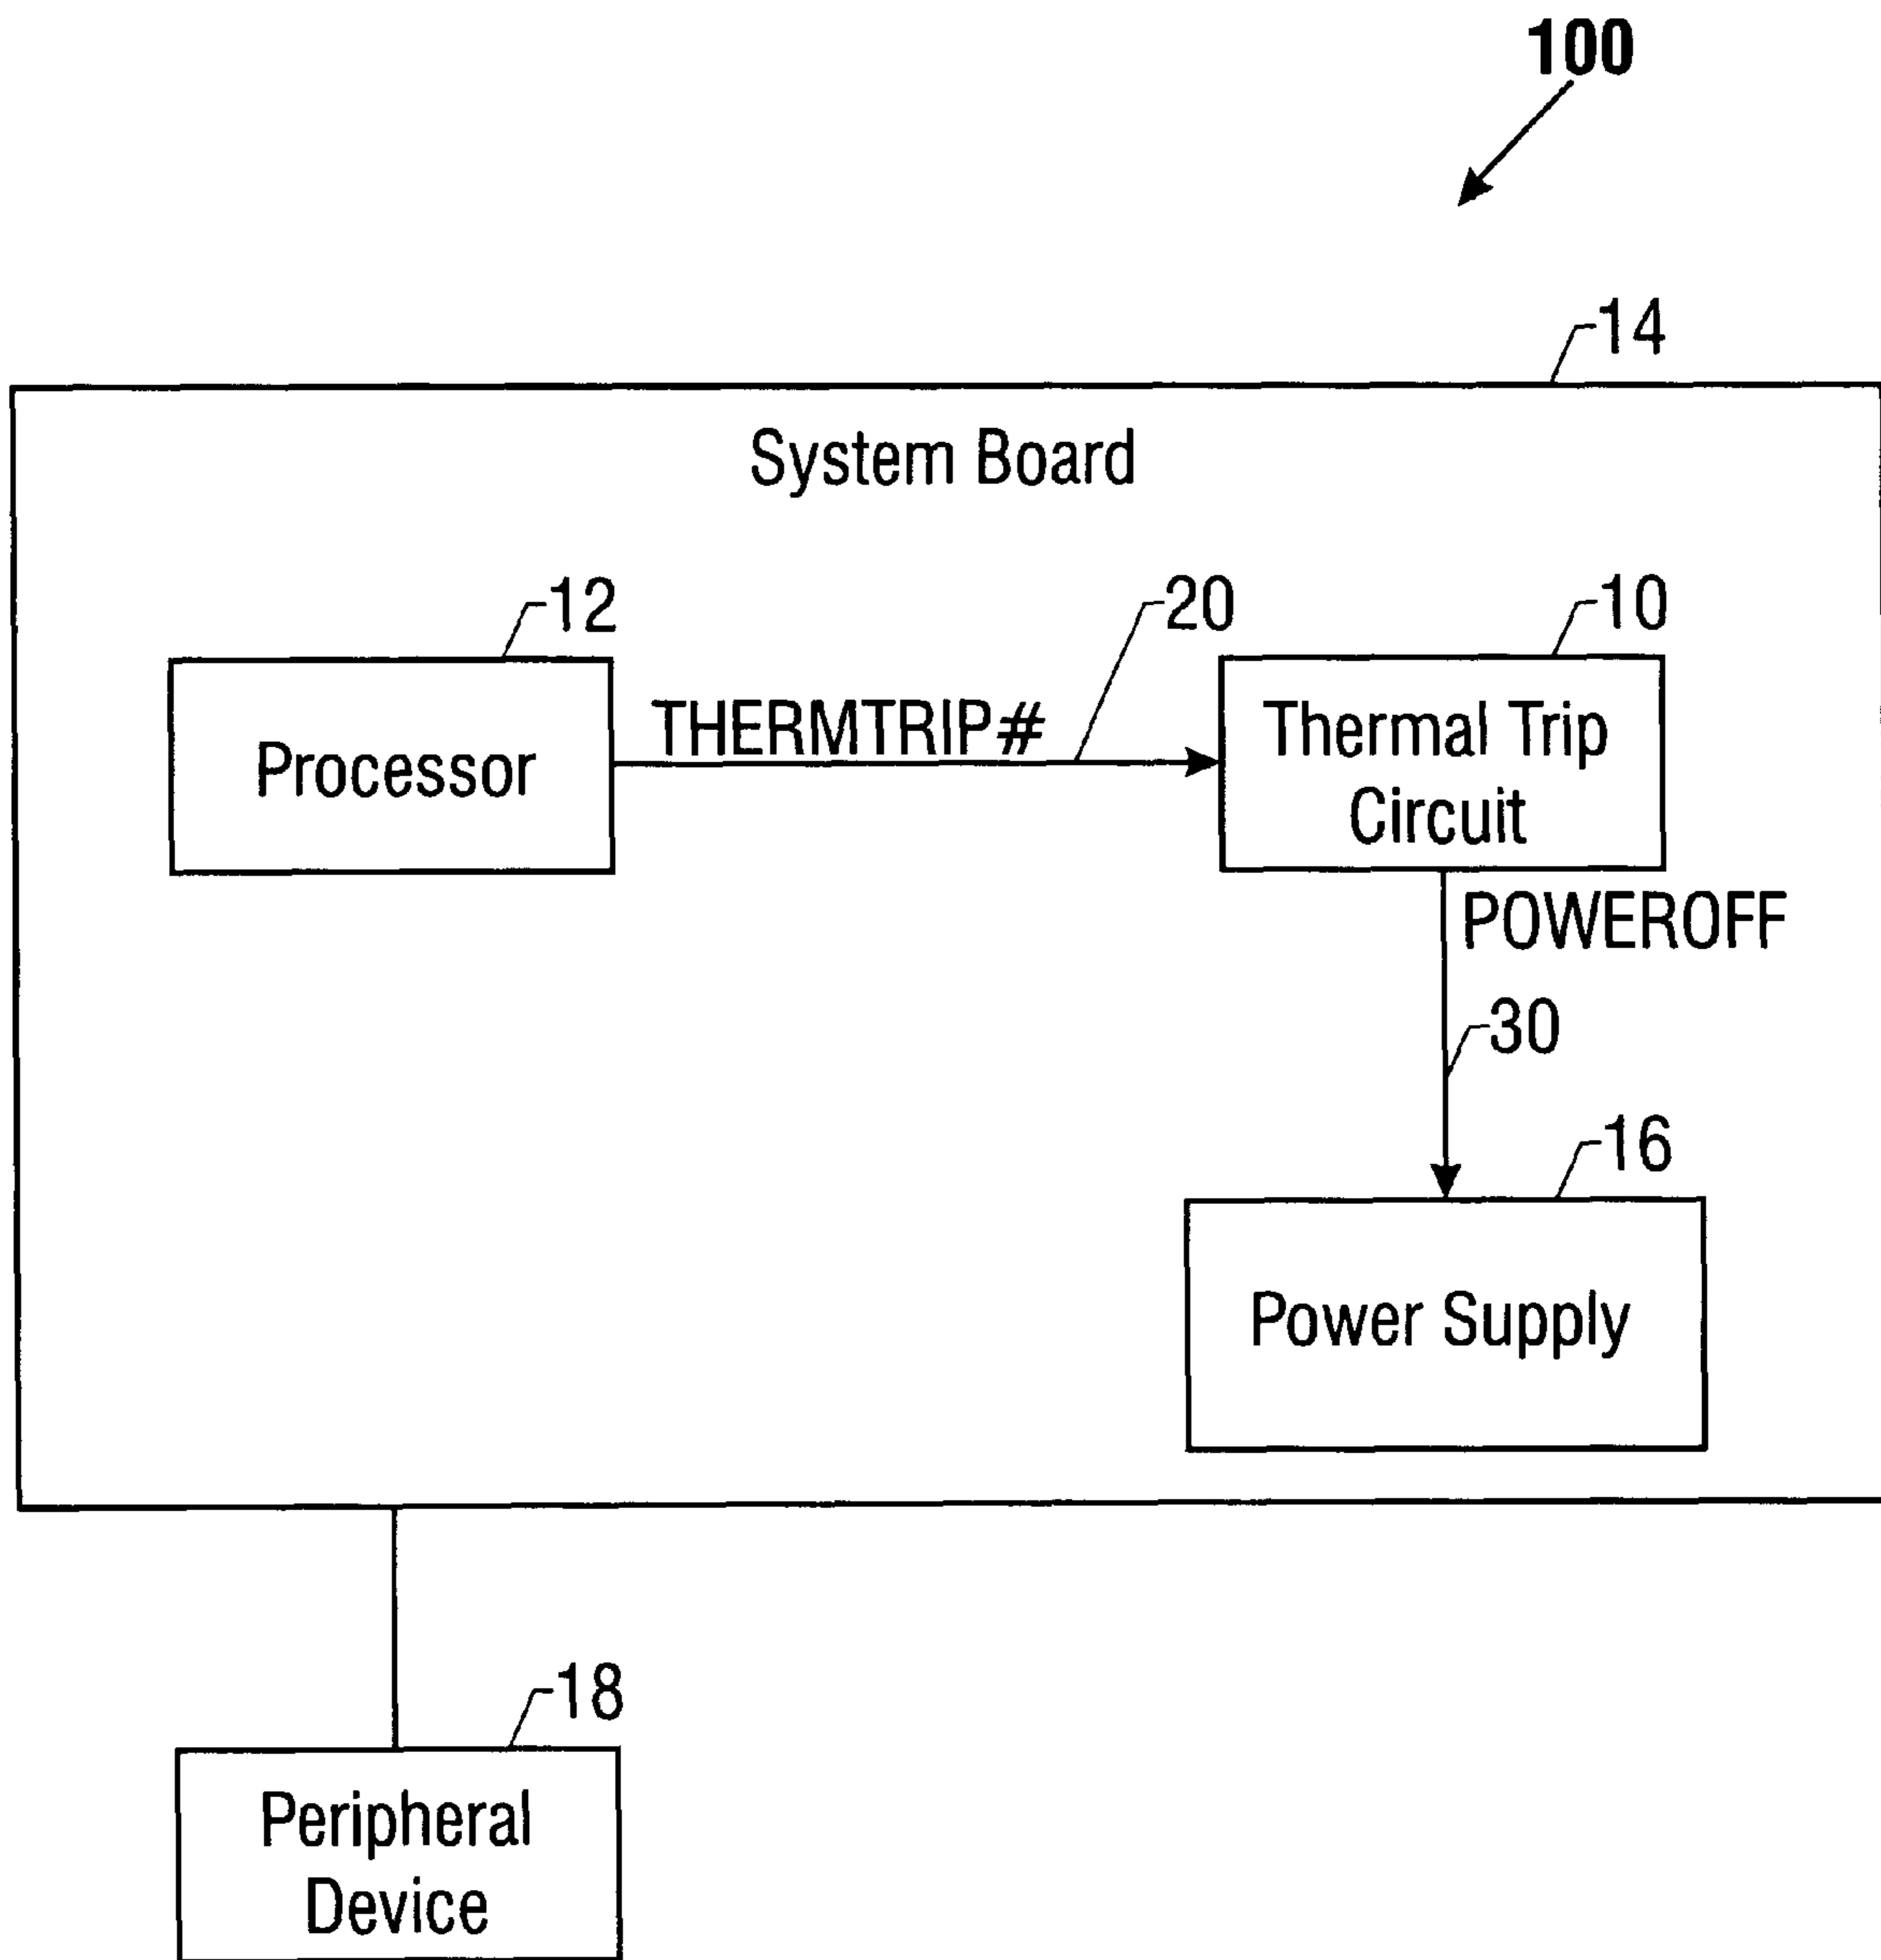 100
14
System Board
12
20
10
Processor
THERMTRIP#
Thermal Trip
Circuit
POWEROFF
30
16
Power Supply
18
Peripheral
Device